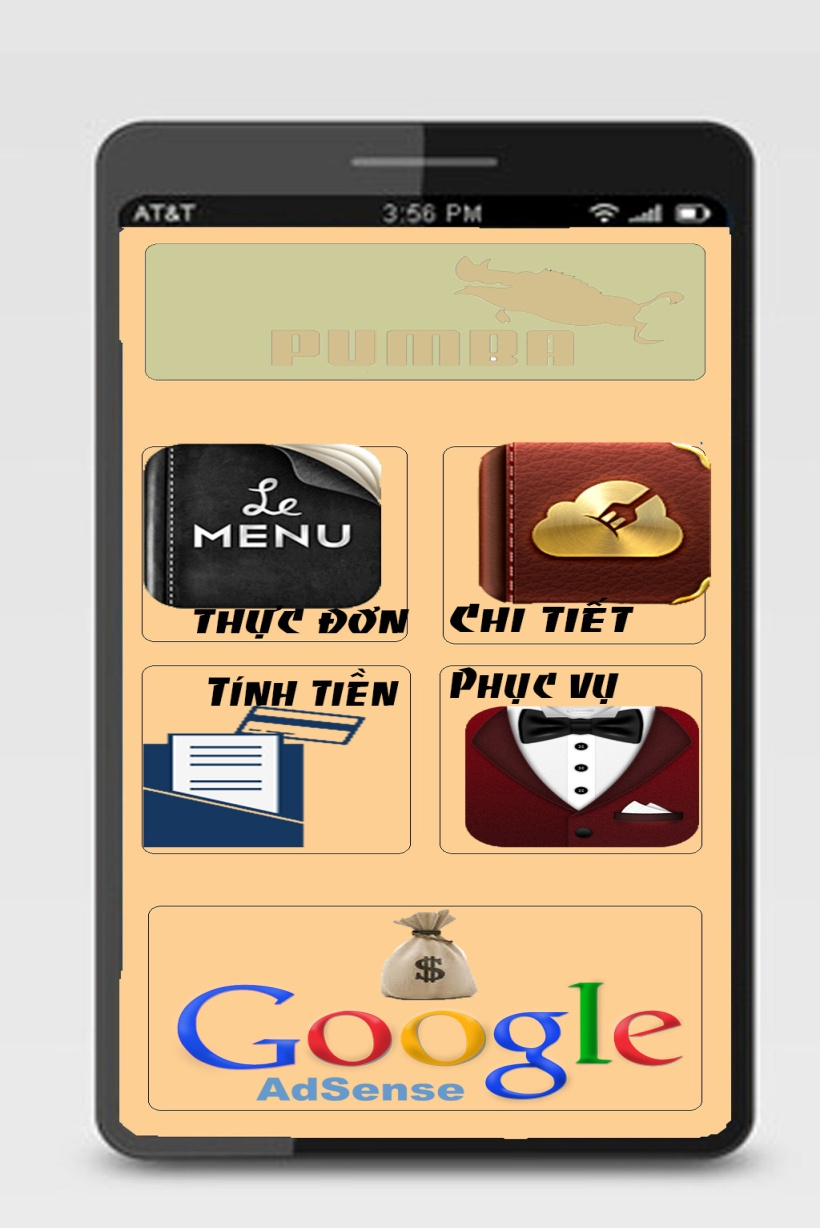 AT&T 3:56 PM
PUMBA
Le
MENU
THỰC ĐƠN
CHI TIẾT
TÍNH TIỀN
PHỤC VỤ
$
Google
AdSense